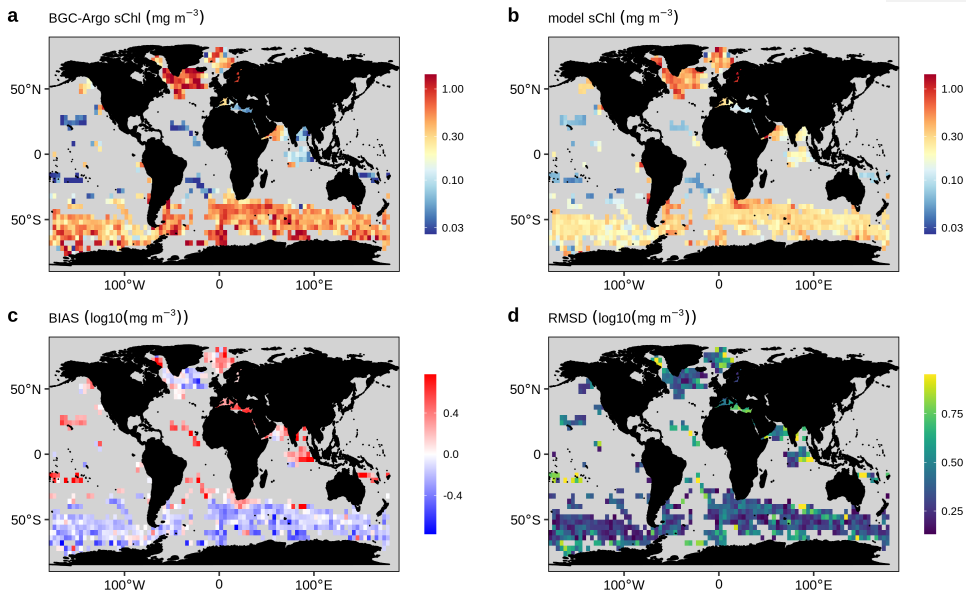 a BGC-Argo sChl (mg m⁻³)
50°N
0
50°S
100°W 0 100°E
1.00
0.30
0.10
0.03
b model sChl (mg m⁻³)
50°N
0
50°S
100°W 0 100°E
1.00
0.30
0.10
0.03
c BIAS (log10(mg m⁻³))
50°N
0
50°S
100°W 0 100°E
0.4
0.0
-0.4
d RMSD (log10(mg m⁻³))
50°N
0
50°S
100°W 0 100°E
0.75
0.50
0.25